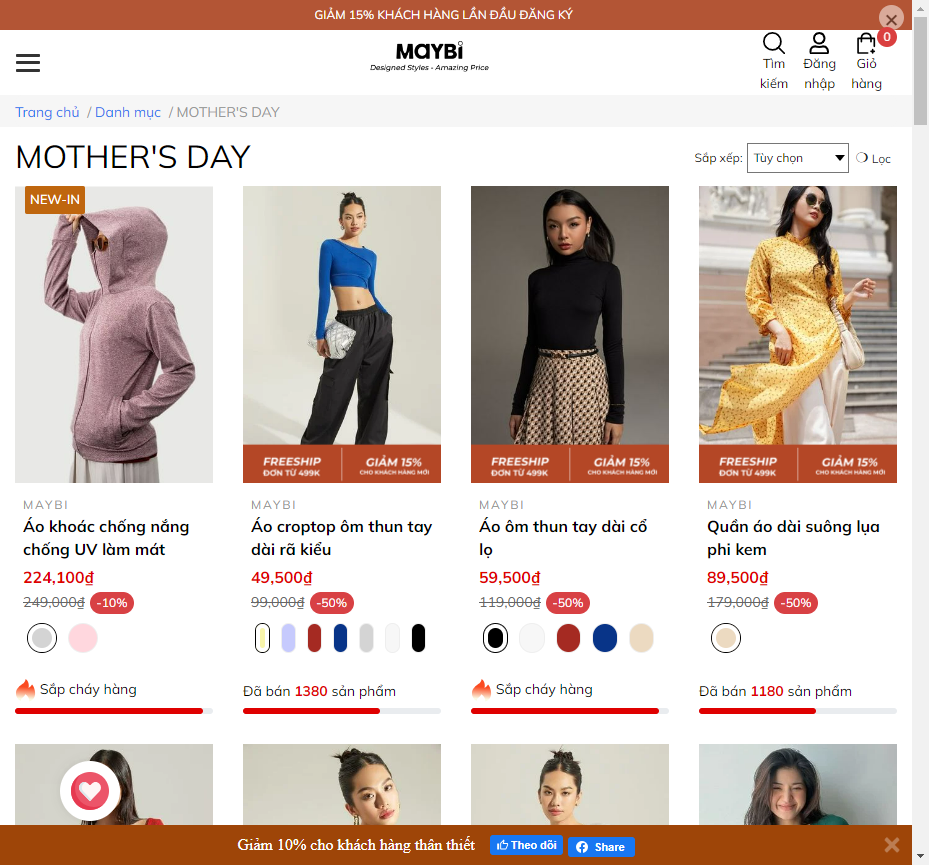 GIẢM 15% KHÁCH HÀNG LẦN ĐẦU ĐĂNG KÝ
MAYBI
Designed Styles - Amazing Price
Tìm kiếm
Đăng nhập
Giỏ hàng
0
Trang chủ / Danh mục / MOTHER'S DAY
MOTHER'S DAY
Sắp xếp: Tùy chọn
Lọc
NEW-IN
FREESHIP
ĐƠN TỪ 499K
GIẢM 15%
CHO KHÁCH HÀNG MỚI
FREESHIP
ĐƠN TỪ 499K
GIẢM 15%
CHO KHÁCH HÀNG MỚI
FREESHIP
ĐƠN TỪ 499K
GIẢM 15%
CHO KHÁCH HÀNG MỚI
MAYBI
Áo khoác chống nắng
chống UV làm mát
224,100₫
249,000₫ -10%
Sắp cháy hàng
MAYBI
Áo croptop ôm thun tay
dài rã kiểu
49,500₫
99,000₫ -50%
Đã bán 1380 sản phẩm
MAYBI
Áo ôm thun tay dài cổ
lọ
59,500₫
119,000₫ -50%
Sắp cháy hàng
MAYBI
Quần áo dài suông lụa
phi kem
89,500₫
179,000₫ -50%
Đã bán 1180 sản phẩm
Giảm 10% cho khách hàng thân thiết
Theo dõi
Share